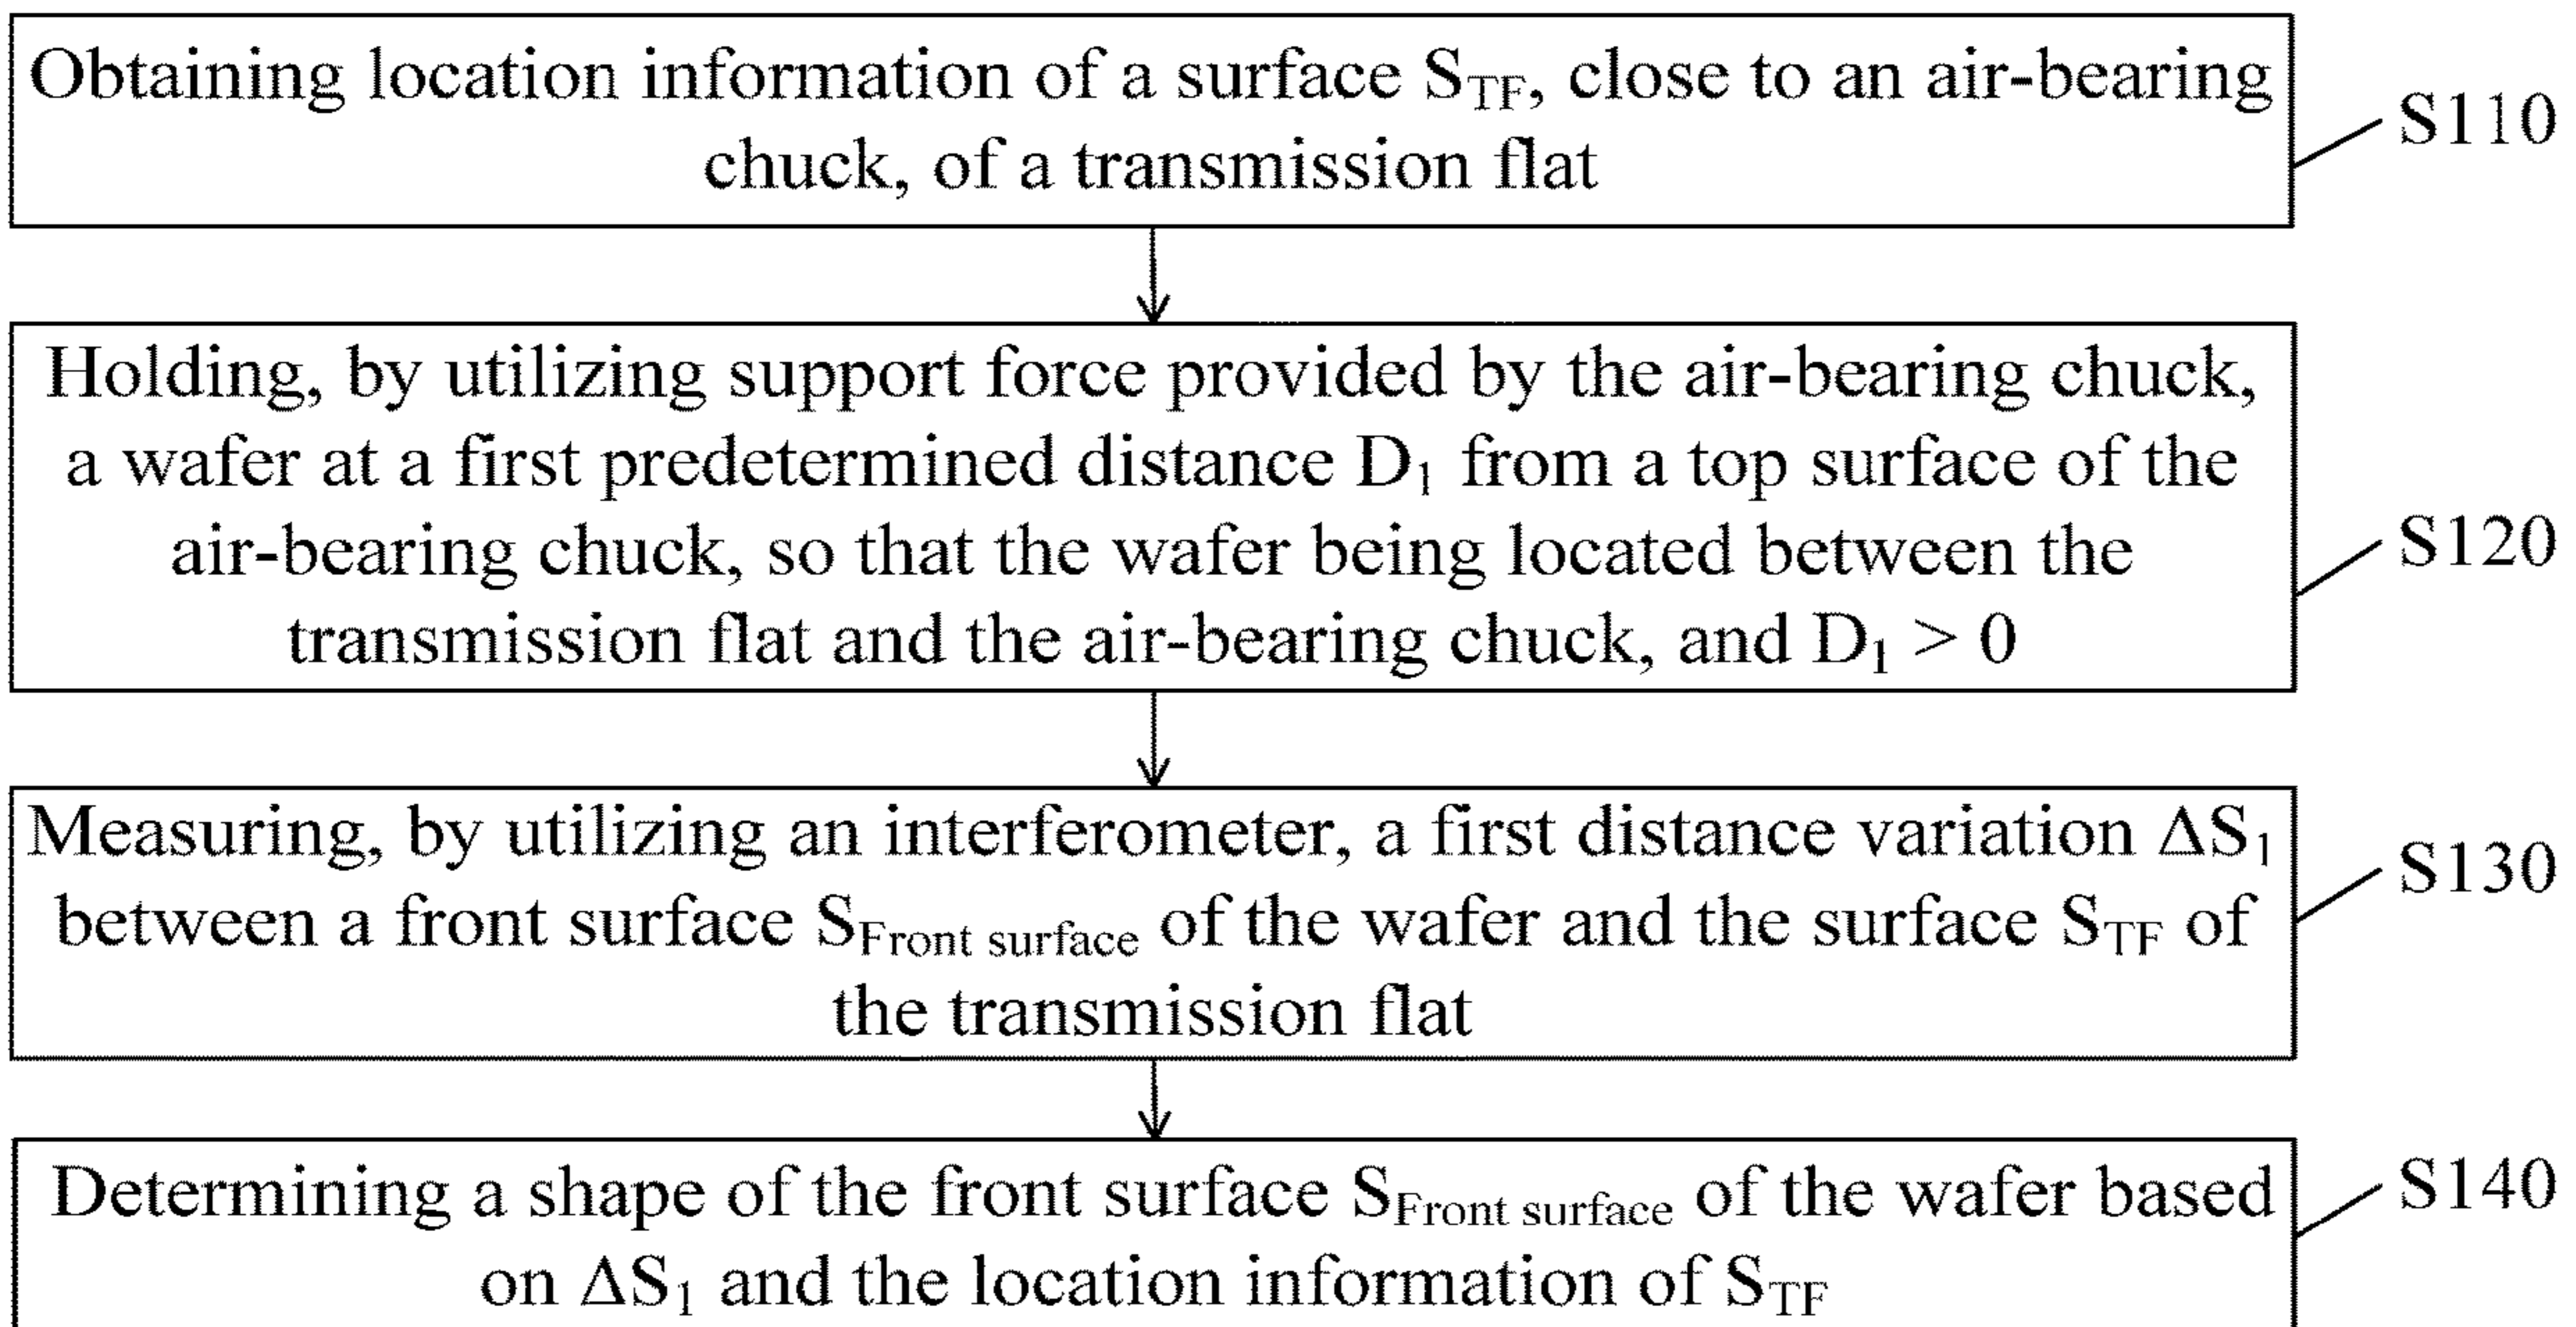 Obtaining location information of a surface S_TF, close to an air-bearing
chuck, of a transmission flat
S110
Holding, by utilizing support force provided by the air-bearing chuck,
a wafer at a first predetermined distance D₁ from a top surface of the
air-bearing chuck, so that the wafer being located between the
transmission flat and the air-bearing chuck, and D₁ > 0
S120
Measuring, by utilizing an interferometer, a first distance variation ΔS₁
between a front surface S_Front surface of the wafer and the surface S_TF of
the transmission flat
S130
Determining a shape of the front surface S_Front surface of the wafer based
on ΔS₁ and the location information of S_TF
S140